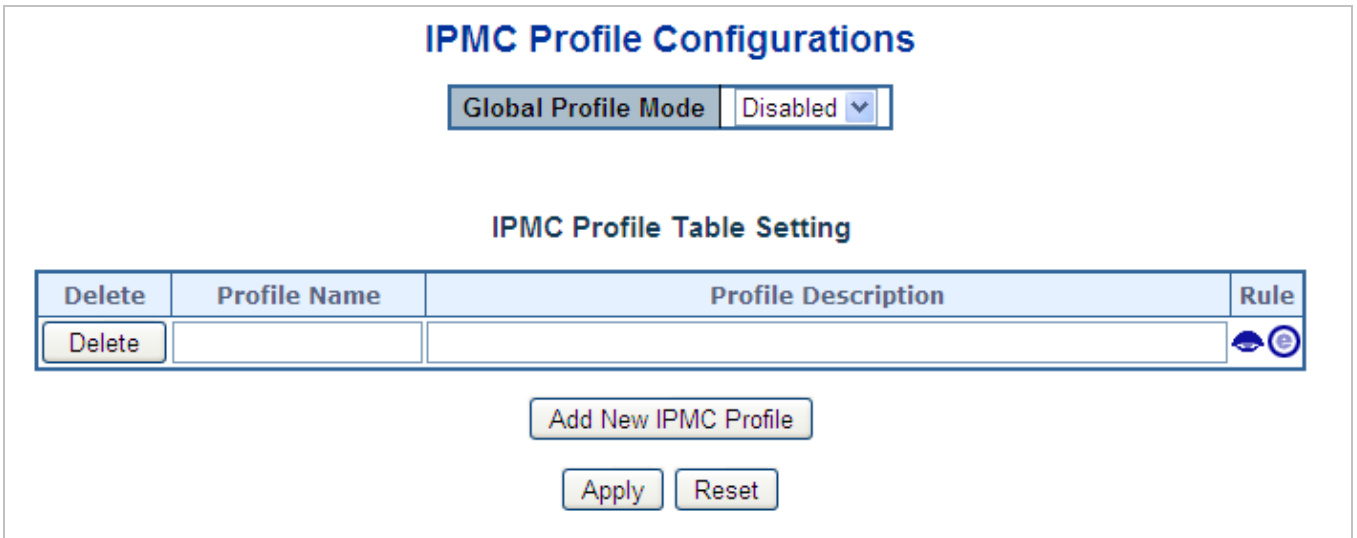 IPMC Profile Configurations
Global Profile Mode Disabled
IPMC Profile Table Setting
Delete Profile Name Profile Description Rule
Delete e
Add New IPMC Profile
Apply Reset